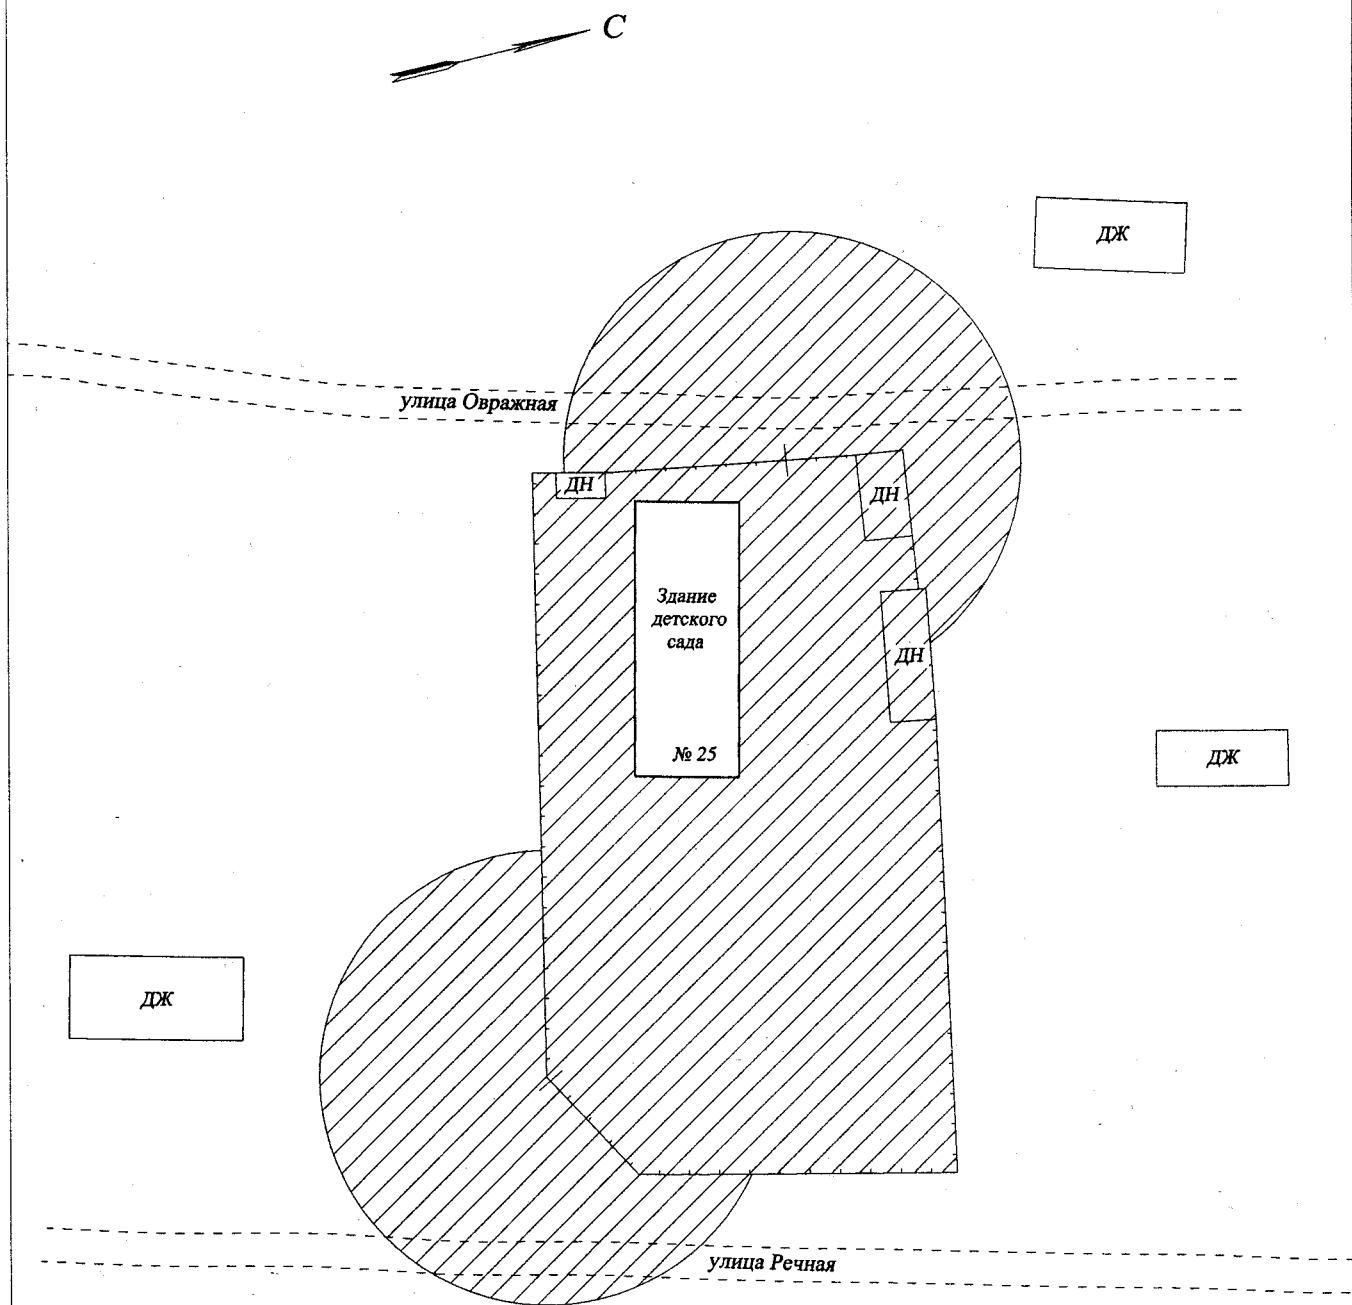 С
ДЖ
улица Овражная
ДН
ДН
Здание
детского
сада
ДН
№ 25
ДЖ
ДЖ
улица Речная